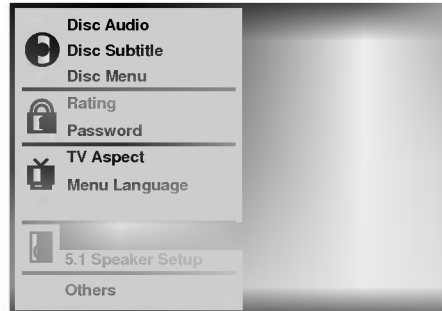 Disc Audio
Disc Subtitle
Disc Menu
Rating
Password
TV Aspect
Menu Language
5.1 Speaker Setup
Others